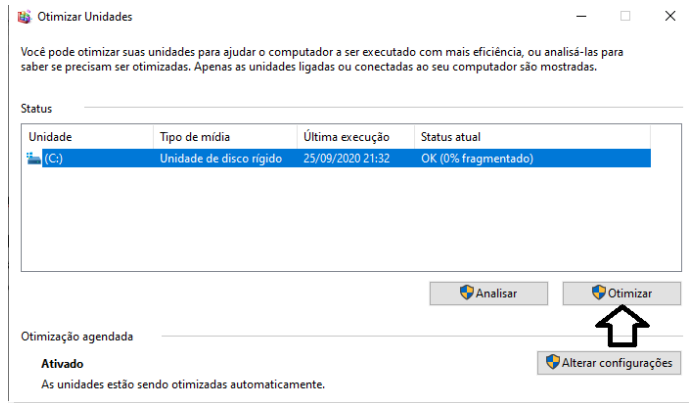 Otimizar Unidades
Você pode otimizar suas unidades para ajudar o computador a ser executado com mais eficiência, ou analisá-las para
saber se precisam ser otimizadas. Apenas as unidades ligadas ou conectadas ao seu computador são mostradas.
Status
Unidade Tipo de mídia Última execução Status atual
(C:) Unidade de disco rígido 25/09/2020 21:32 OK (0% fragmentado)
Analisar Otimizar
Otimização agendada
Ativado Alterar configurações
As unidades estão sendo otimizadas automaticamente.